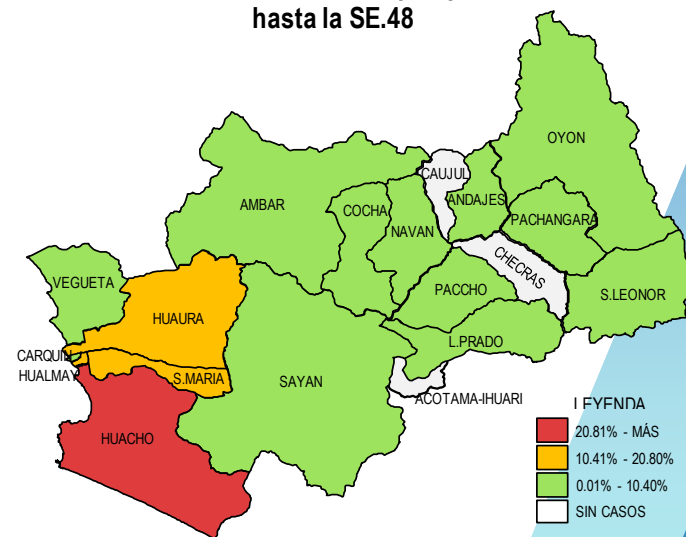 hasta la SE.48
OYON
CAUJUL
ANDAJES
AMBAR
COCHA
NAVAN
PACHANGARA
CHECRAS
VEGUETA
PACCHO
S.LEONOR
HUAURA
L.PRADO
CARQUIN
HUALMAY
S.MARIA
SAYAN
ACOTAMA-IHUARI
HUACHO
LEYENDA
20.81% - MÁS
10.41% - 20.80%
0.01% - 10.40%
SIN CASOS